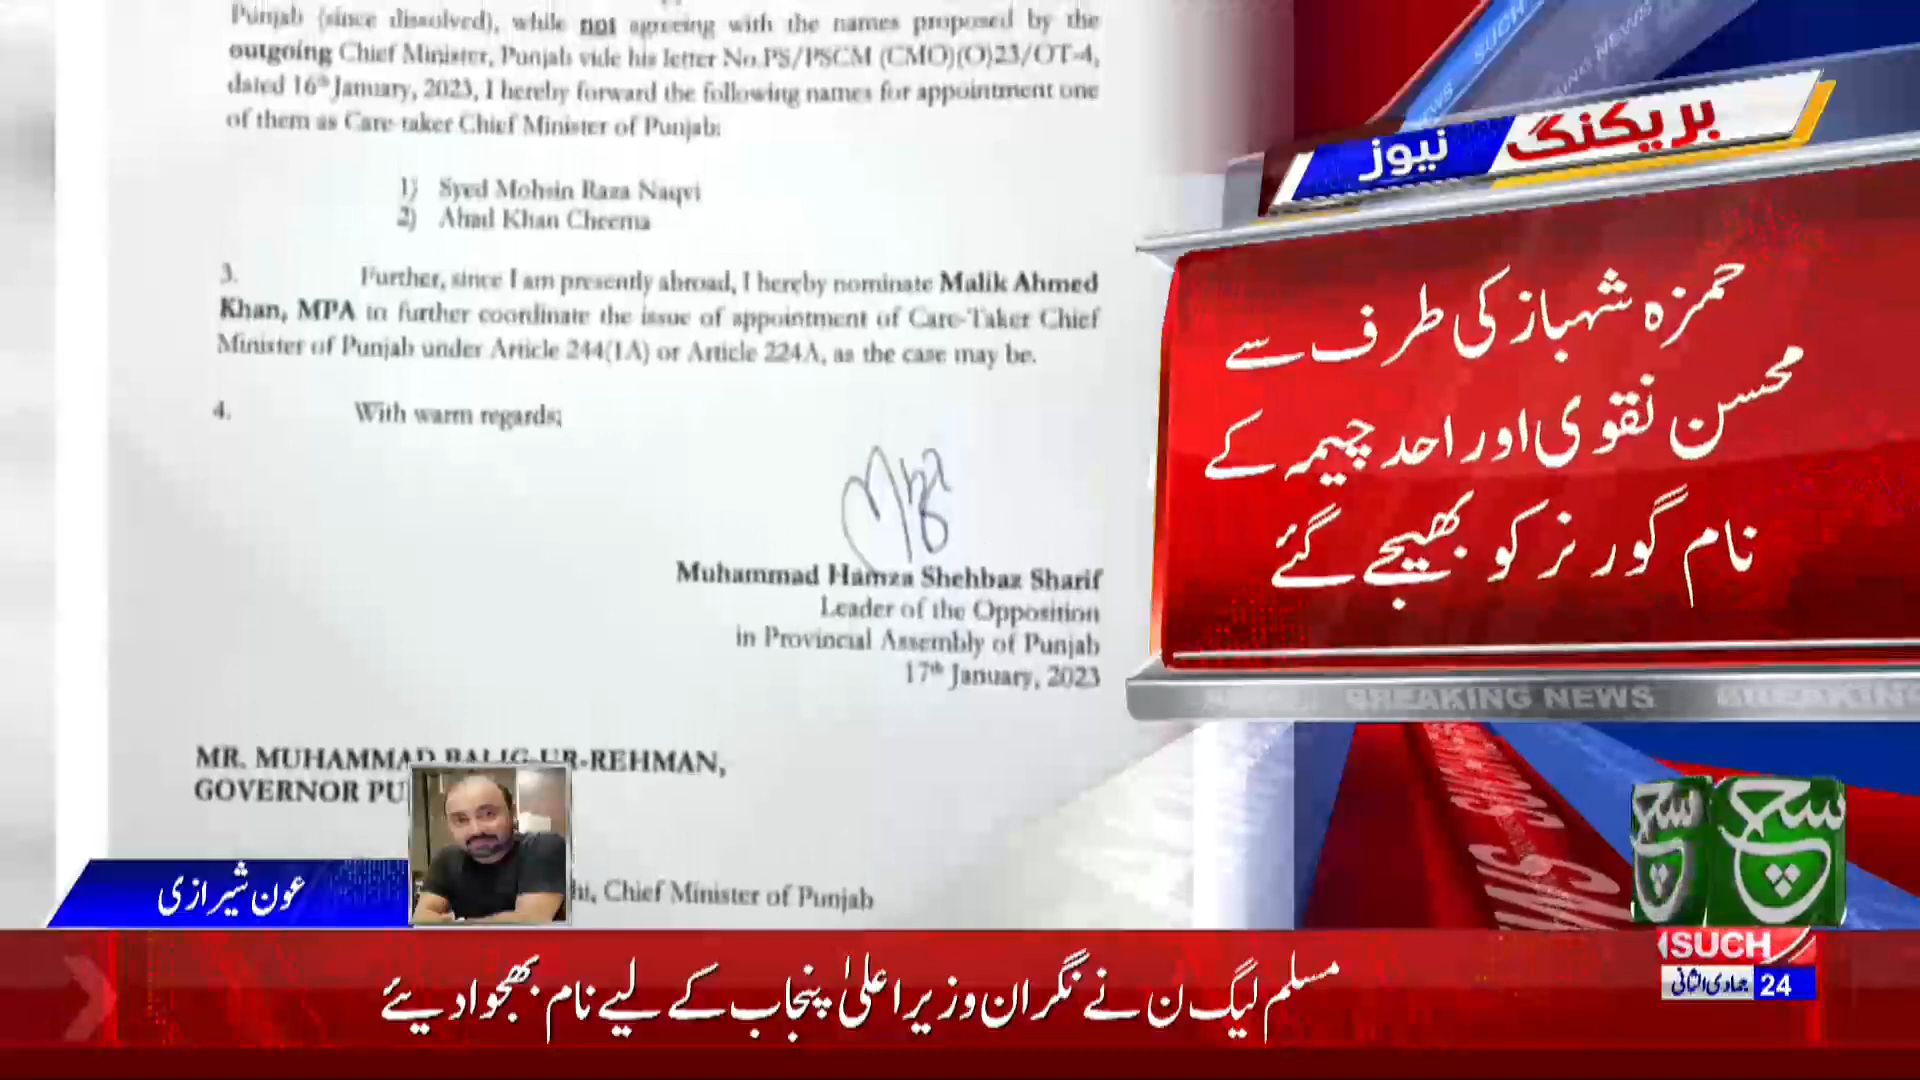 Punjab (since dissolved), while not agreeing with the names proposed by the
outgoing Chief Minister, Punjab vide his letter No.PS/PSCM (CMO)(O)23/OT-4,
dated 16th January, 2023, I hereby forward the following names for appointment one
of them as Care-taker Chief Minister of Punjab:
1) Syed Mohsin Raza Naqvi
2) Ahad Khan Cheema
3. Further, since I am presently abroad, I hereby nominate Malik Ahmed
Khan, MPA to further coordinate the issue of appointment of Care-Taker Chief
Minister of Punjab under Article 244(1A) or Article 224A, as the case may be.
4. With warm regards;
Muhammad Hamza Shehbaz Sharif
Leader of the Opposition
in Provincial Assembly of Punjab
17th January, 2023
MR. MUHAMMAD BALIG-UR-REHMAN,
GOVERNOR PU
hi, Chief Minister of Punjab
بریکنگ نیوز
حمزہ شہباز کی طرف سے
محسن نقوی اور احد چیمہ کے
نام گورنر کو بھیجے گئے
BREAKING NEWS
عون شیرازی
سچ سچ
SUCH
24 جمادی الثانی
مسلم لیگ ن نے نگران وزیراعلیٰ پنجاب کے لیے نام بھجوا دیئے